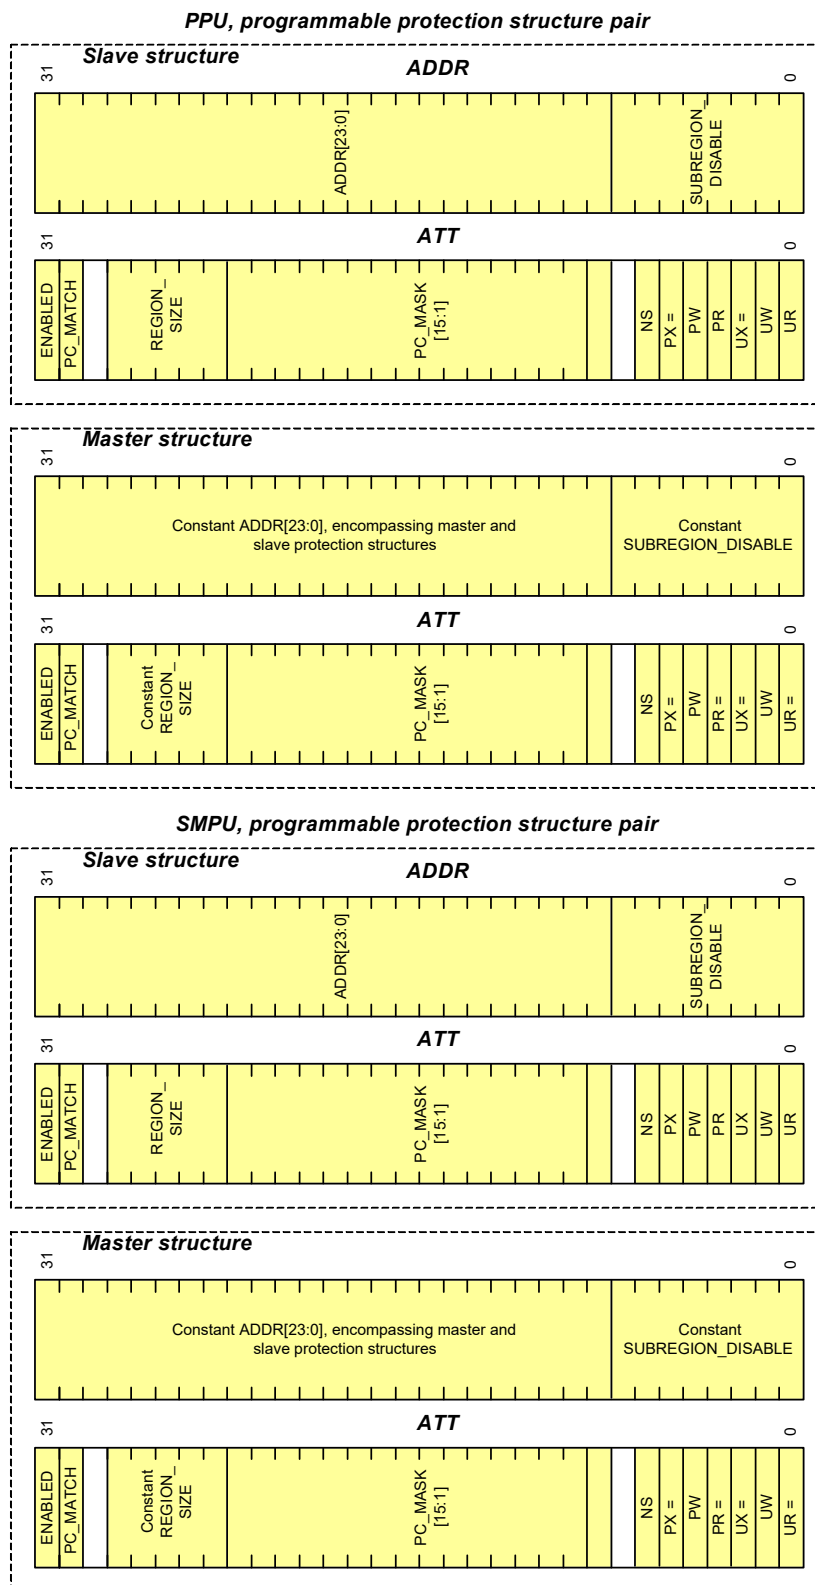 PPU, programmable protection structure pair
Slave structure
ADDR
31
0
ADDR[23:0]
SUBREGION_
DISABLE
ATT
31
0
ENABLED
PC_MATCH
REGION_
SIZE
PC_MASK
[15:1]
NS
PX =
PW
PR
UX =
UW
UR
Master structure
31
0
Constant ADDR[23:0], encompassing master and
slave protection structures
Constant
SUBREGION_DISABLE
ATT
31
0
ENABLED
PC_MATCH
Constant
REGION_
SIZE
PC_MASK
[15:1]
NS
PX =
PW
PR =
UX =
UW
UR =
SMPU, programmable protection structure pair
Slave structure
ADDR
31
0
ADDR[23:0]
SUBREGION_
DISABLE
ATT
31
0
ENABLED
PC_MATCH
REGION_
SIZE
PC_MASK
[15:1]
NS
PX
PW
PR
UX
UW
UR
Master structure
31
0
Constant ADDR[23:0], encompassing master and
slave protection structures
Constant
SUBREGION_DISABLE
ATT
31
0
ENABLED
PC_MATCH
Constant
REGION_
SIZE
PC_MASK
[15:1]
NS
PX =
PW
PR =
UX =
UW
UR =